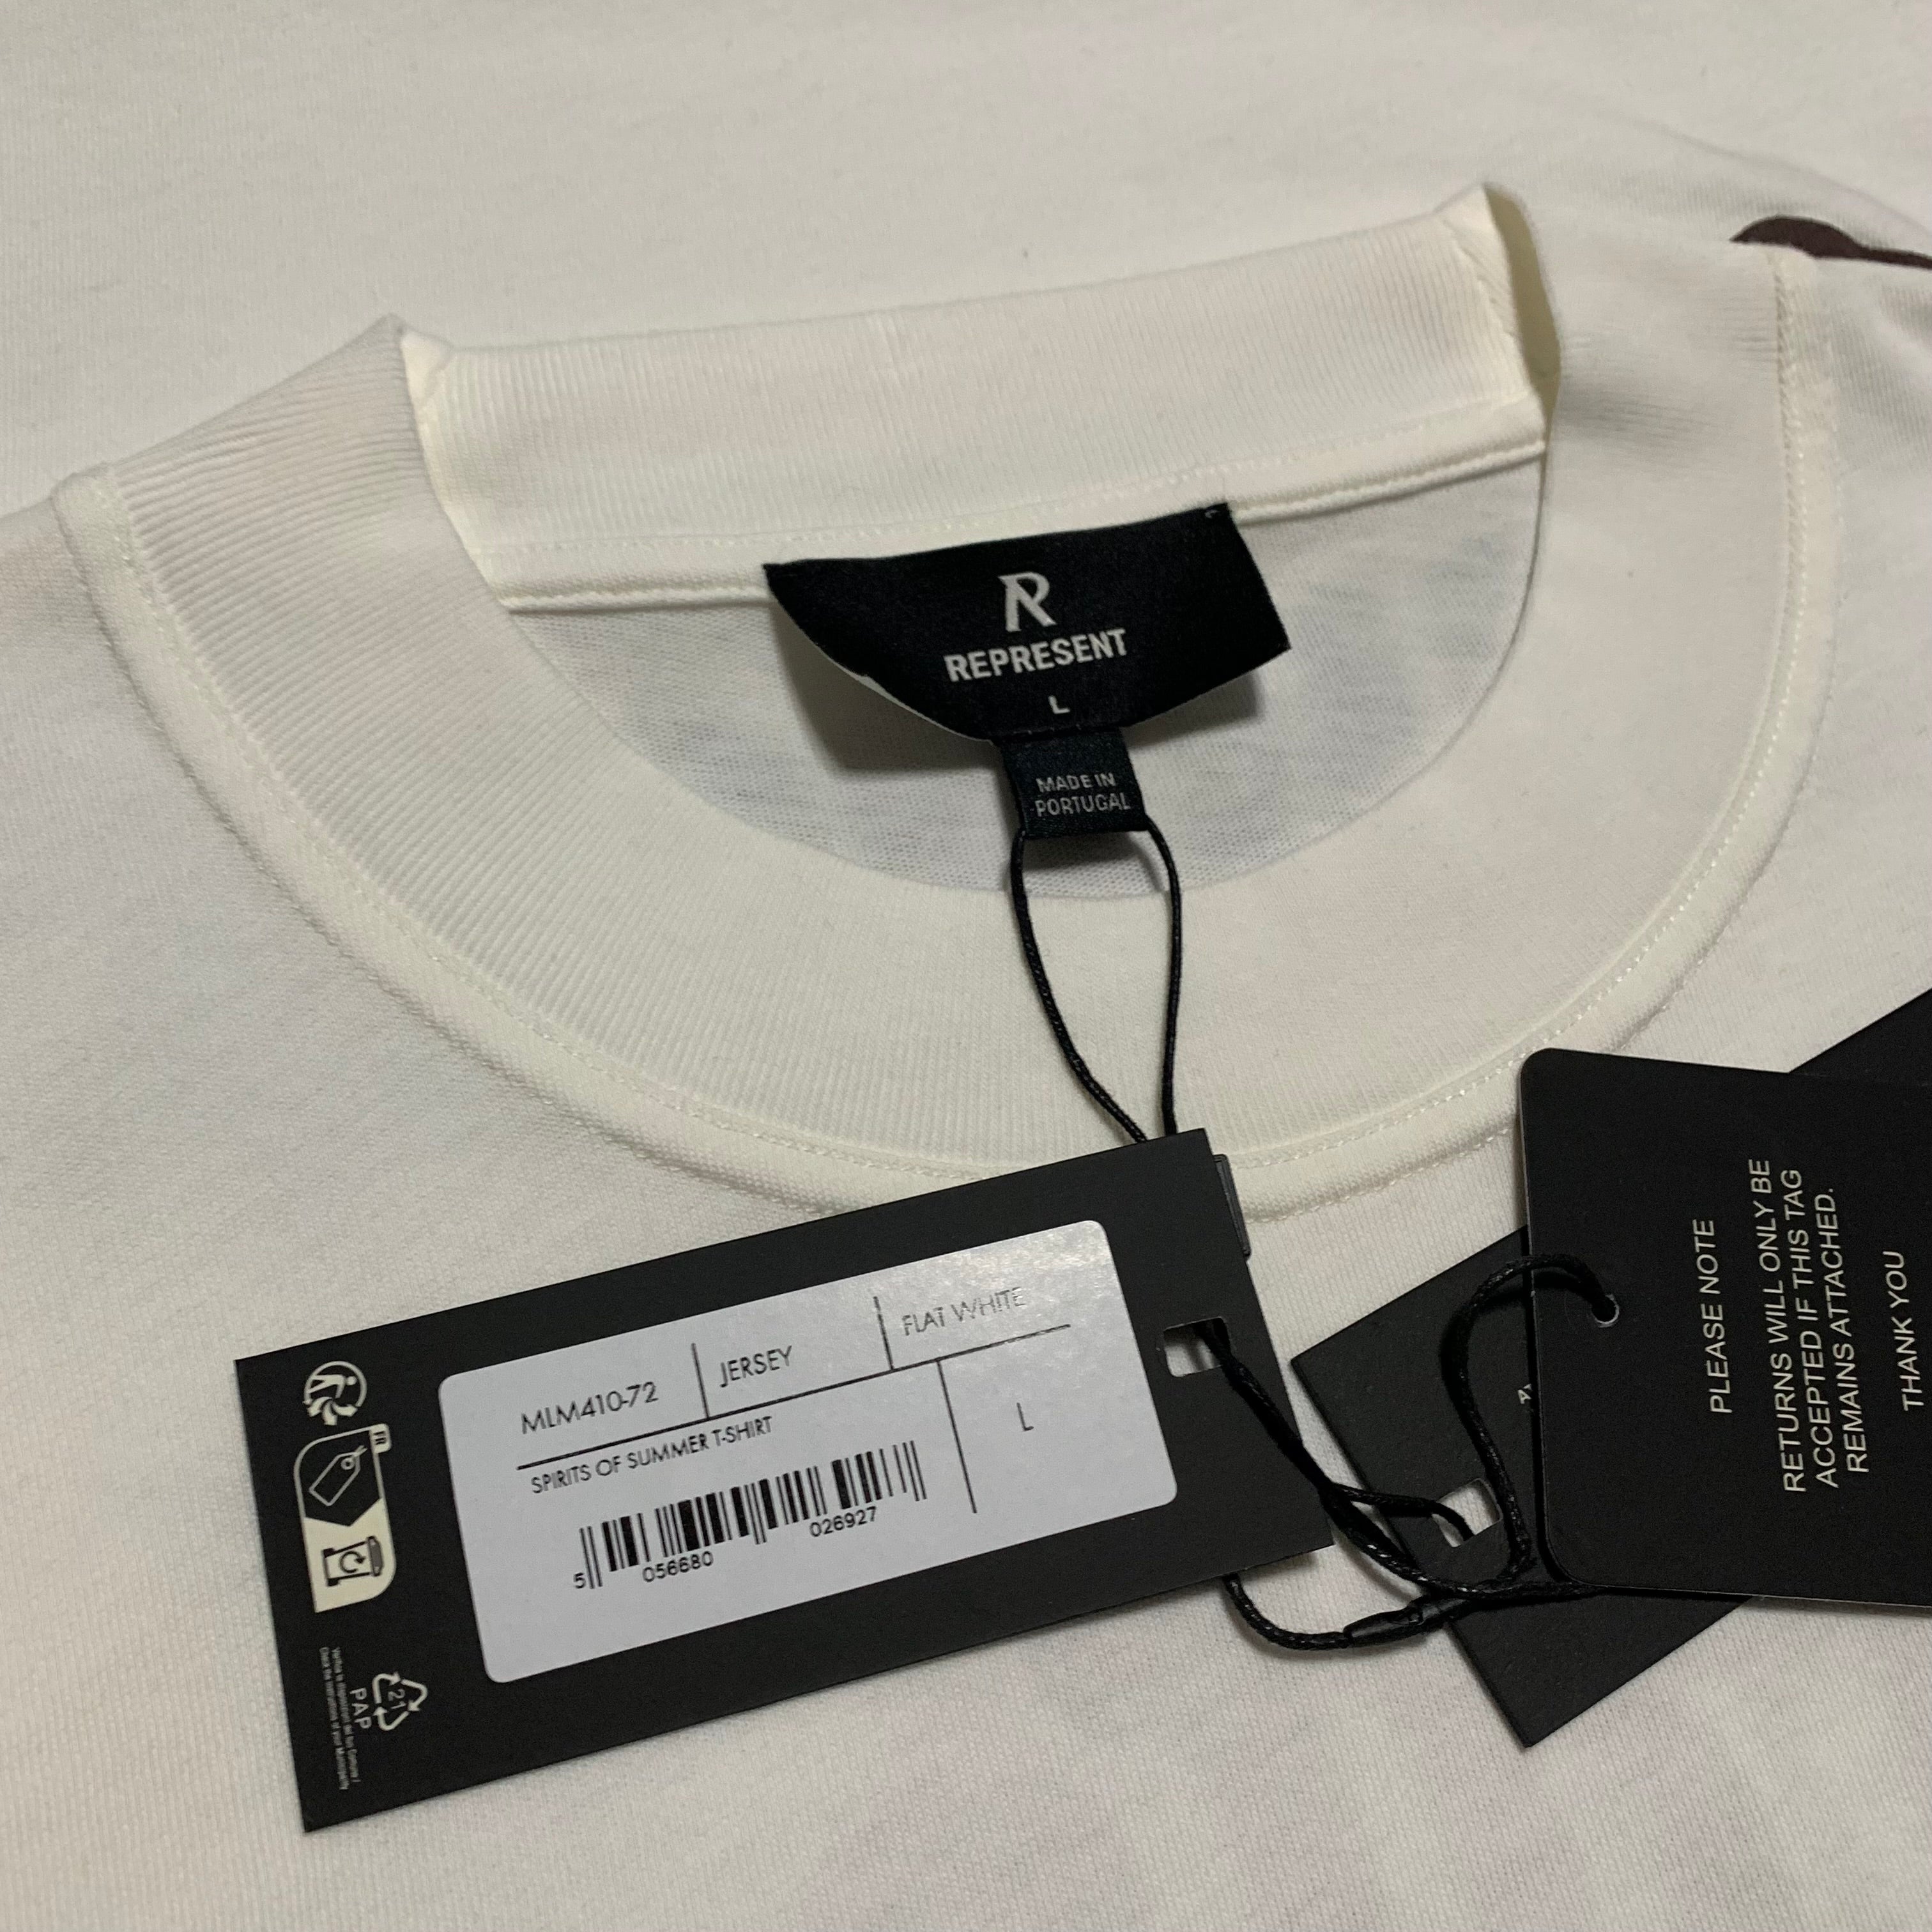 R
REPRESENT
L
MADE IN
PORTUGAL
MLM410-72
JERSEY
FLAT WHITE
SPIRITS OF SUMMER T-SHIRT
L
5 056680 026927
FR
21
PAP
PLEASE NOTE
RETURNS WILL ONLY BE
ACCEPTED IF THIS TAG
REMAINS ATTACHED.
THANK YOU